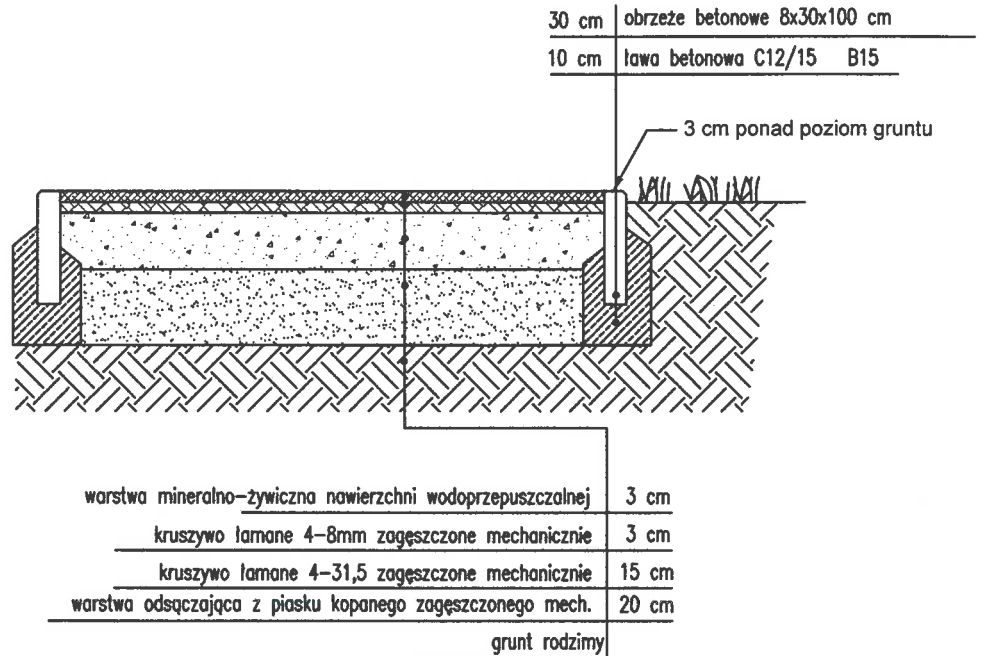 30 cm obrzeże betonowe 8x30x100 cm
10 cm ława betonowa C12/15 B15
3 cm ponad poziom gruntu
warstwa mineralno-żywiczna nawierzchni wodoprzepuszczalnej 3 cm
kruszywo łamane 4-8mm zagęszczone mechanicznie 3 cm
kruszywo łamane 4-31,5 zagęszczone mechanicznie 15 cm
warstwa odsączająca z piasku kopanego zagęszczonego mech. 20 cm
grunt rodzimy